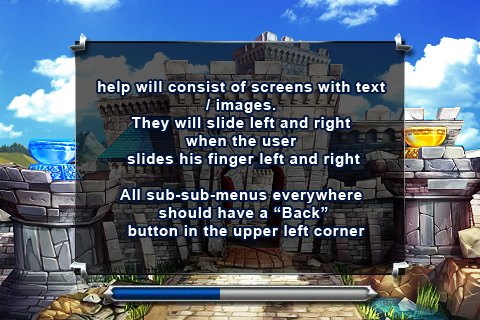 help will consist of screens with text
/ images.
They will slide left and right
when the user
slides his finger left and right
All sub-sub-menus everywhere
should have a “Back”
button in the upper left corner